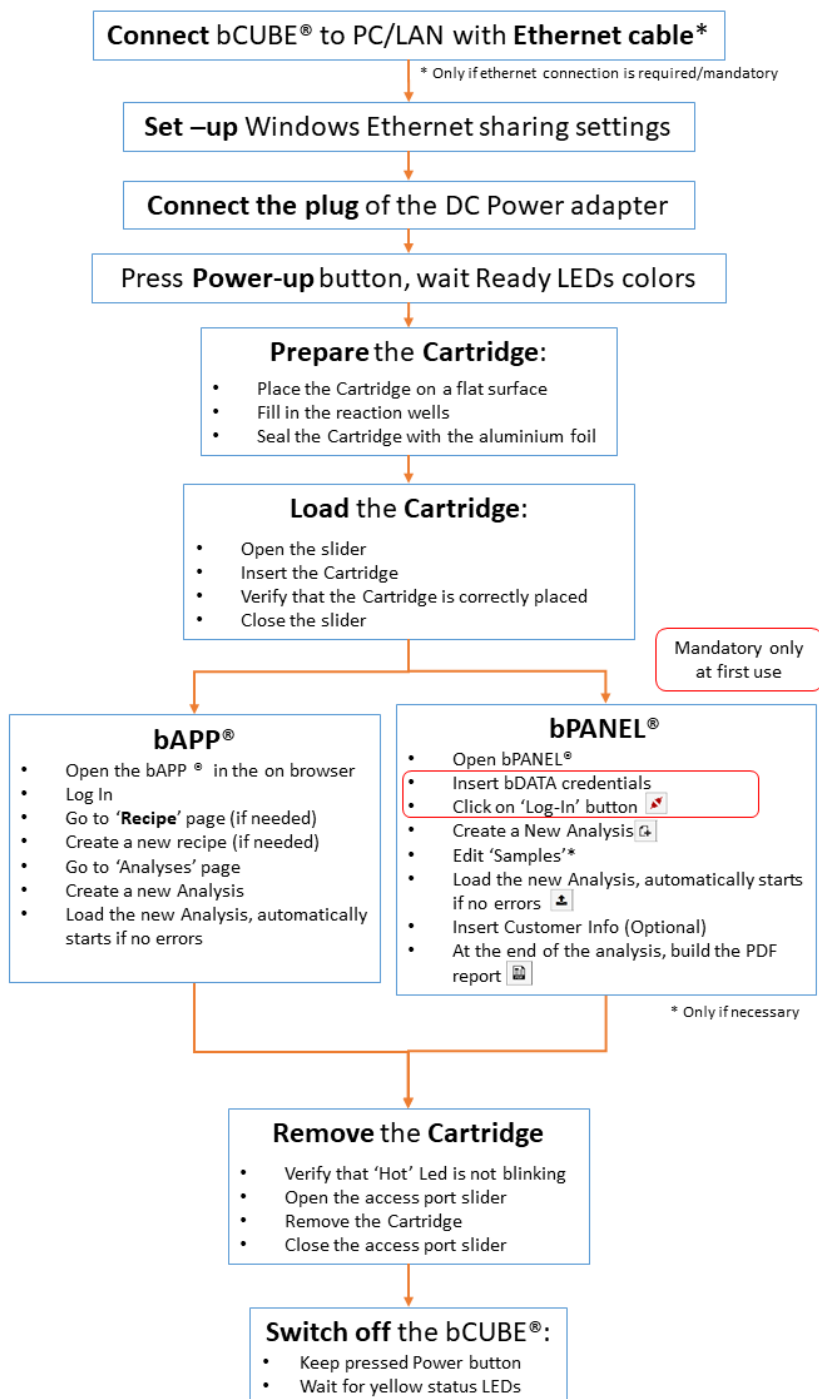 Connect bCUBE® to PC/LAN with Ethernet cable*
* Only if ethernet connection is required/mandatory
Set –up Windows Ethernet sharing settings
Connect the plug of the DC Power adapter
Press Power-up button, wait Ready LEDs colors
Prepare the Cartridge:
• Place the Cartridge on a flat surface
• Fill in the reaction wells
• Seal the Cartridge with the aluminium foil
Load the Cartridge:
• Open the slider
• Insert the Cartridge
• Verify that the Cartridge is correctly placed
• Close the slider
Mandatory only
at first use
bAPP®
• Open the bAPP ® in the on browser
• Log In
• Go to ‘Recipe’ page (if needed)
• Create a new recipe (if needed)
• Go to ‘Analyses’ page
• Create a new Analysis
• Load the new Analysis, automatically
starts if no errors
bPANEL®
• Open bPANEL®
• Insert bDATA credentials
• Click on ‘Log-In’ button
• Create a New Analysis
• Edit ‘Samples’*
• Load the new Analysis, automatically starts
if no errors
• Insert Customer Info (Optional)
• At the end of the analysis, build the PDF
report
* Only if necessary
Remove the Cartridge
• Verify that ‘Hot’ Led is not blinking
• Open the access port slider
• Remove the Cartridge
• Close the access port slider
Switch off the bCUBE®:
• Keep pressed Power button
• Wait for yellow status LEDs